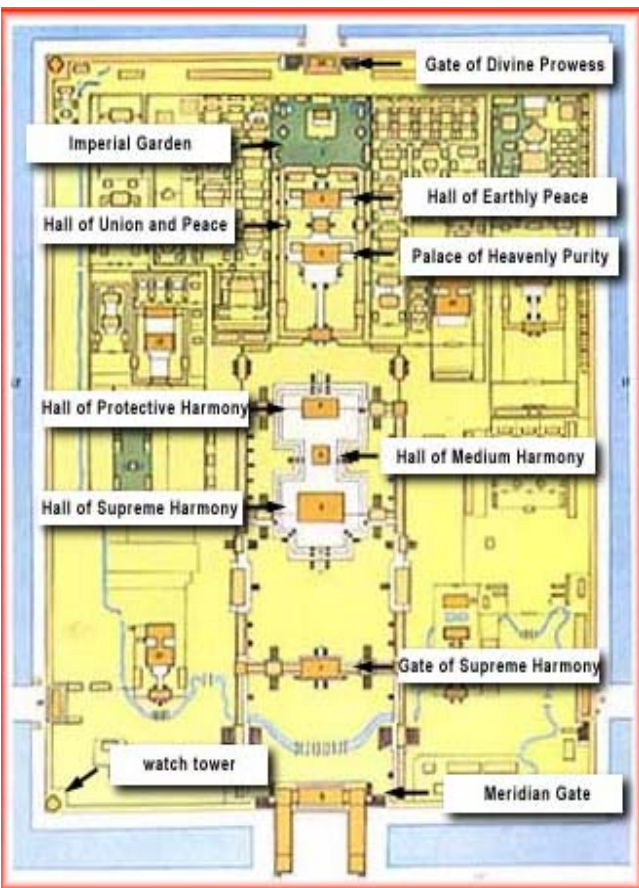 Gate of Divine Prowess
Imperial Garden
Hall of Earthly Peace
Hall of Union and Peace
Palace of Heavenly Purity
Hall of Protective Harmony
Hall of Medium Harmony
Hall of Supreme Harmony
Gate of Supreme Harmony
watch tower
Meridian Gate